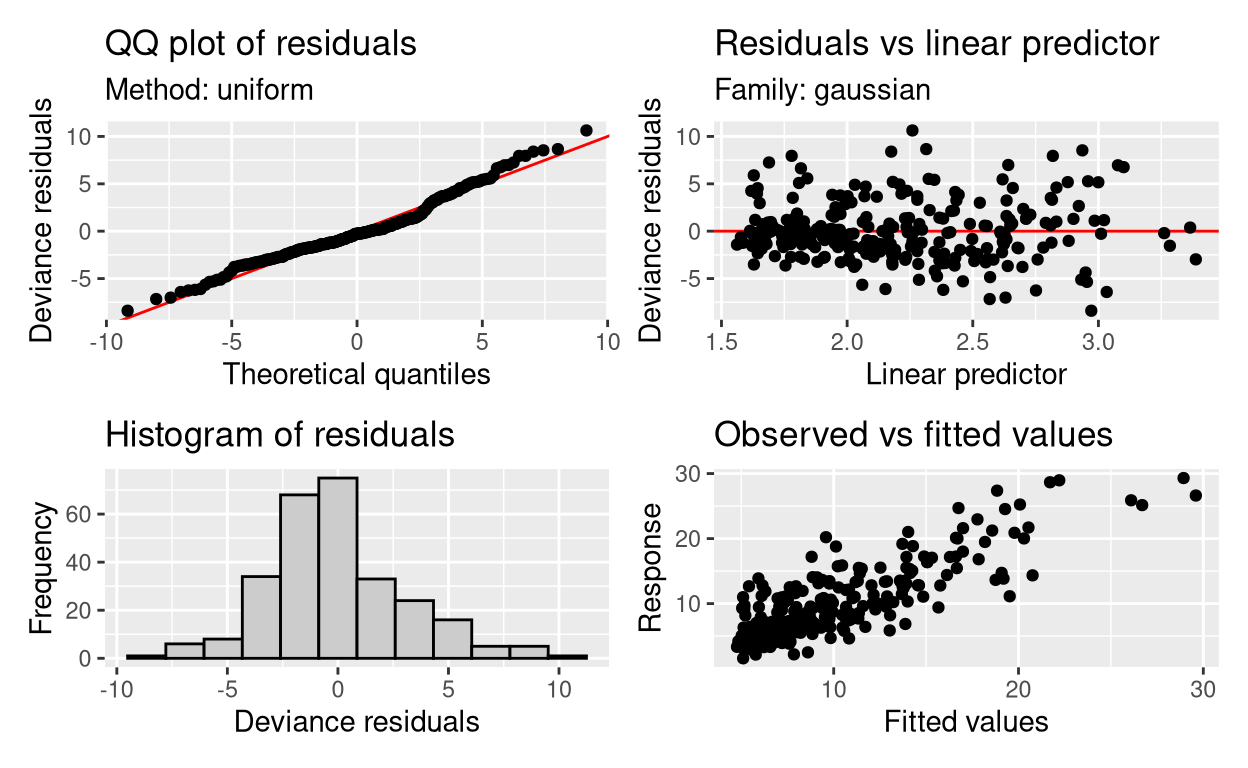 QQ plot of residuals
Method: uniform
Deviance residuals
10
5
0
-5
-10
-5
0
5
10
Theoretical quantiles
Residuals vs linear predictor
Family: gaussian
Deviance residuals
10
5
0
-5
1.5
2.0
2.5
3.0
Linear predictor
Histogram of residuals
Frequency
60
40
20
0
-10
-5
0
5
10
Deviance residuals
Observed vs fitted values
Response
30
20
10
10
20
30
Fitted values